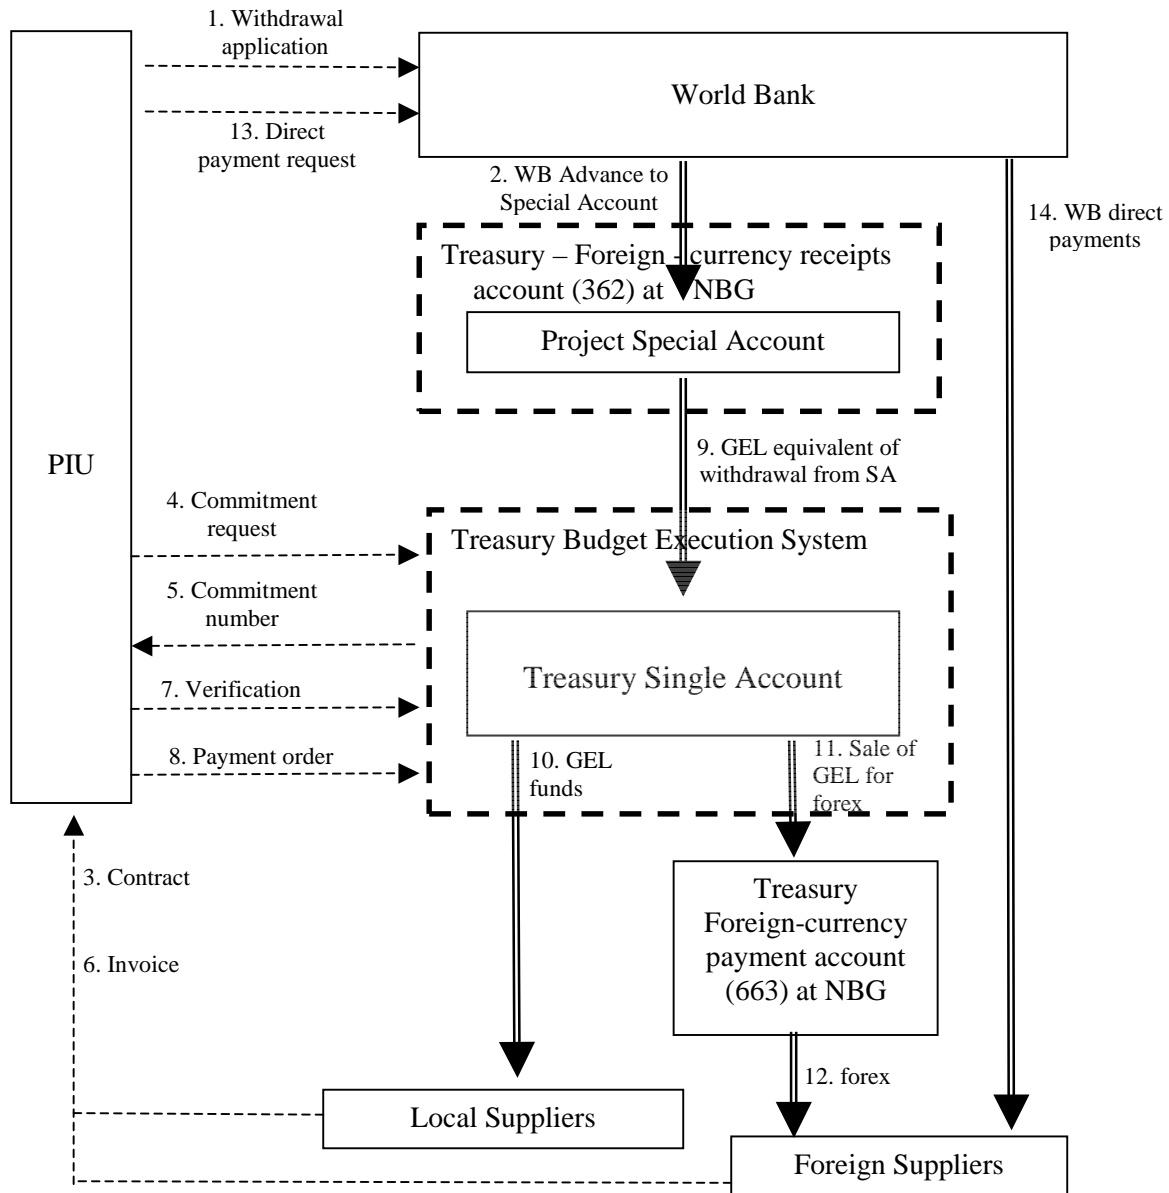 1. Withdrawal
application
World Bank
13. Direct
payment request
2. WB Advance to
Special Account
14. WB direct
payments
Treasury – Foreign - currency receipts
account (362) at NBG
Project Special Account
PIU
9. GEL equivalent of
withdrawal from SA
4. Commitment
request
Treasury Budget Execution System
5. Commitment
number
Treasury Single Account
7. Verification
8. Payment order
10. GEL
funds
11. Sale of
GEL for
forex
3. Contract
Treasury
Foreign-currency
payment account
(663) at NBG
6. Invoice
12. forex
Local Suppliers
Foreign Suppliers